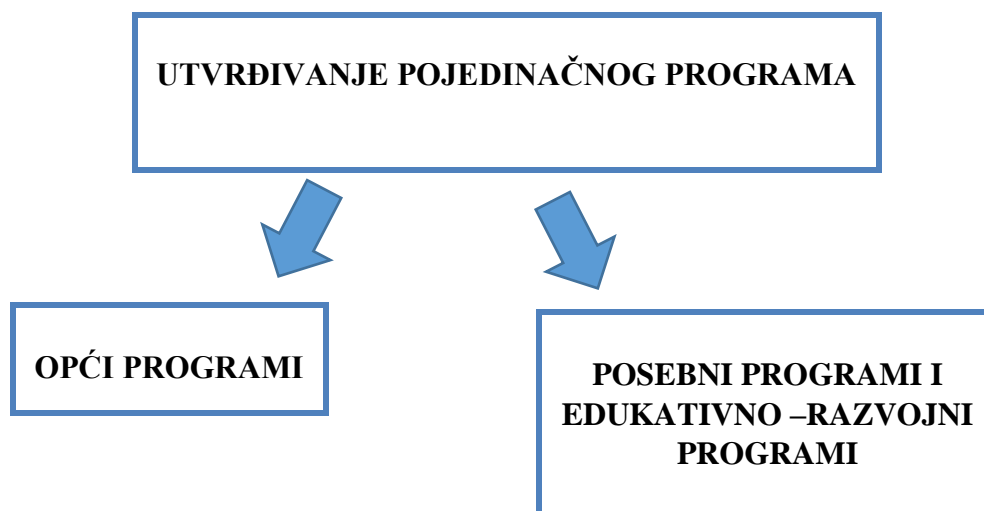 UTVRĐIVANJE POJEDINAČNOG PROGRAMA
OPĆI PROGRAMI
POSEBNI PROGRAMI I
EDUKATIVNO –RAZVOJNI
PROGRAMI